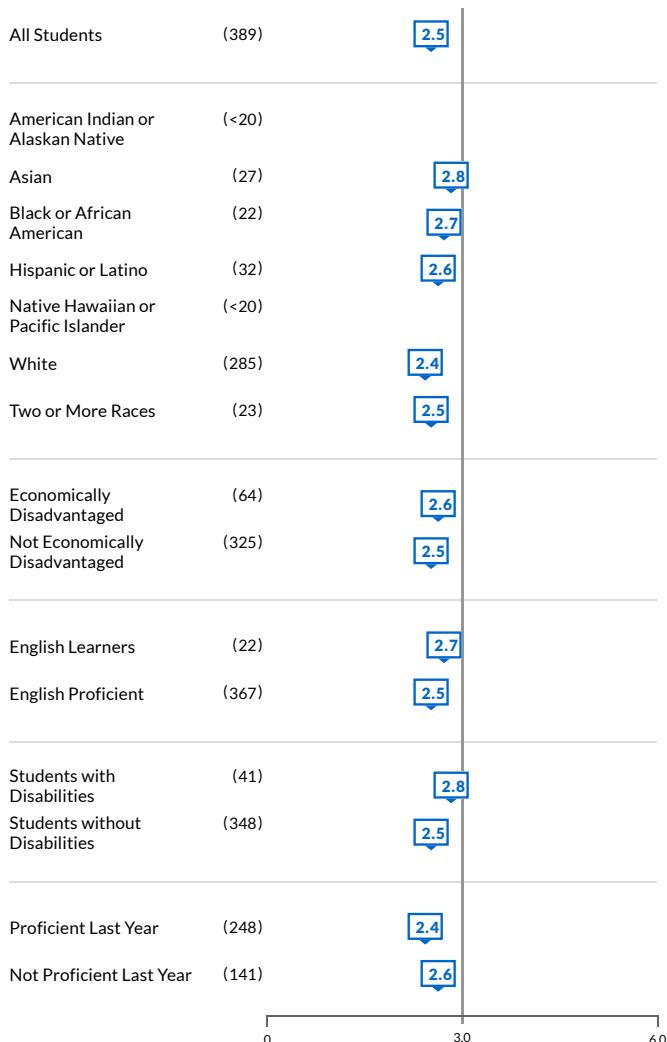 All Students (389) 2.5
American Indian or (<20)
Alaskan Native
Asian (27) 2.8
Black or African (22) 2.7
American
Hispanic or Latino (32) 2.6
Native Hawaiian or (<20)
Pacific Islander
White (285) 2.4
Two or More Races (23) 2.5
Economically (64) 2.6
Disadvantaged
Not Economically (325) 2.5
Disadvantaged
English Learners (22) 2.7
English Proficient (367) 2.5
Students with (41) 2.8
Disabilities
Students without (348) 2.5
Disabilities
Proficient Last Year (248) 2.4
Not Proficient Last Year (141) 2.6
0 3.0 6.0